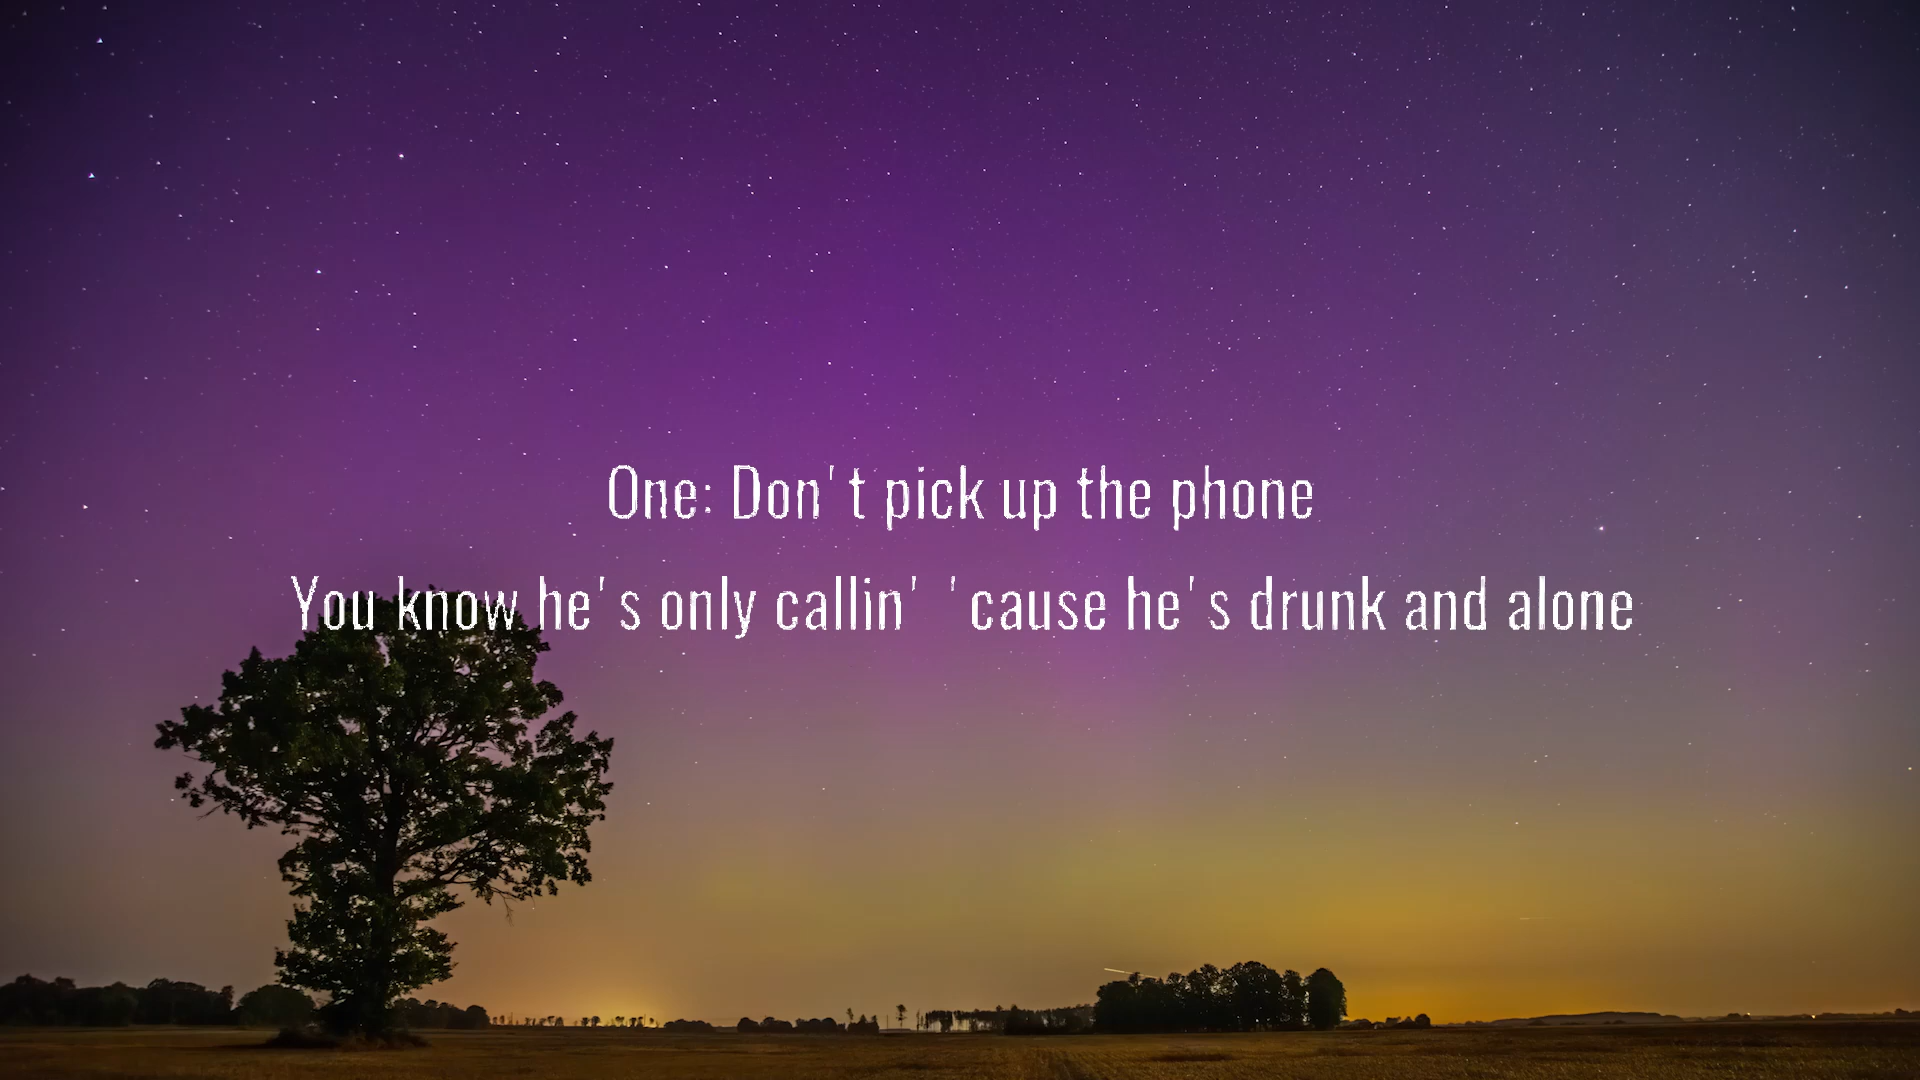 One: Don't pick up the phone
You know he's only callin' 'cause he's drunk and alone